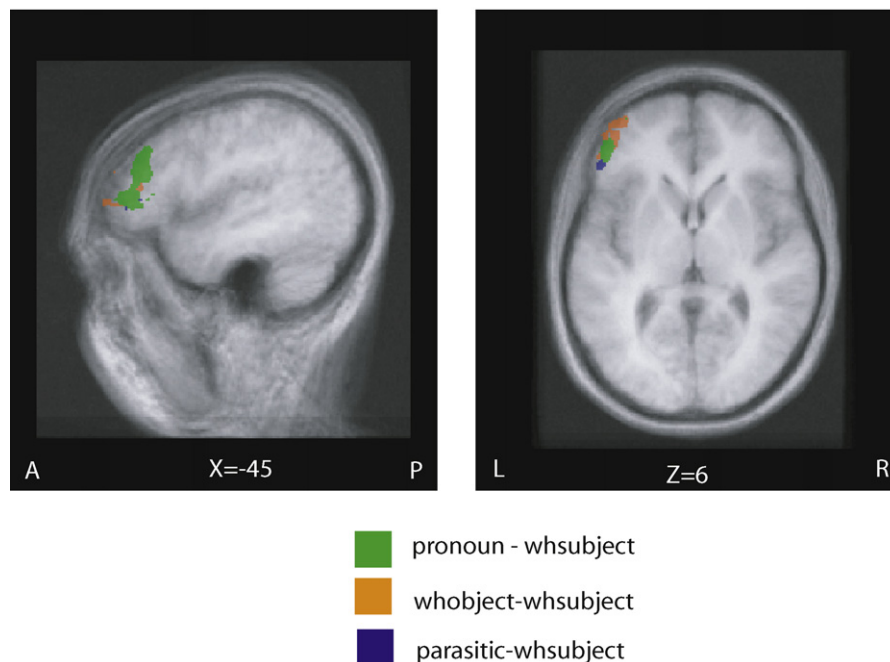 A X=-45 P
L Z=6 R
pronoun - whsubject
whobject-whsubject
parasitic-whsubject